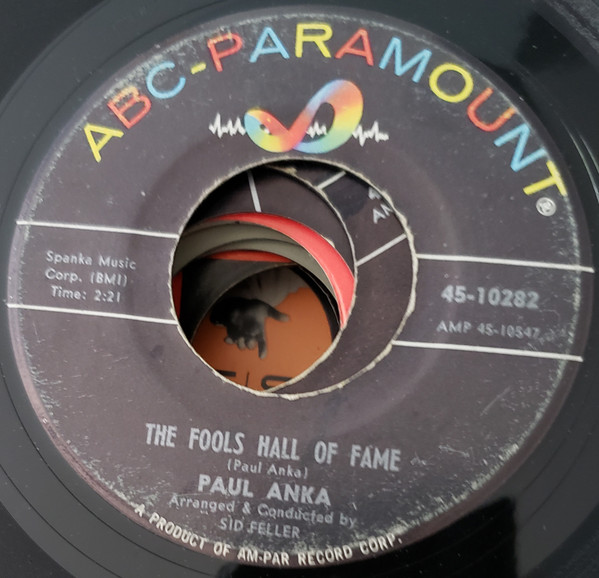 ABC-PARAMOUNT®
Spanka Music
Corp. (BMI)
Time: 2:21
45-10282
AMP 45-10547
THE FOOLS HALL OF FAME
(Paul Anka)
PAUL ANKA
Arranged & Conducted by
SID FELLER
A PRODUCT OF AM-PAR RECORD CORP.